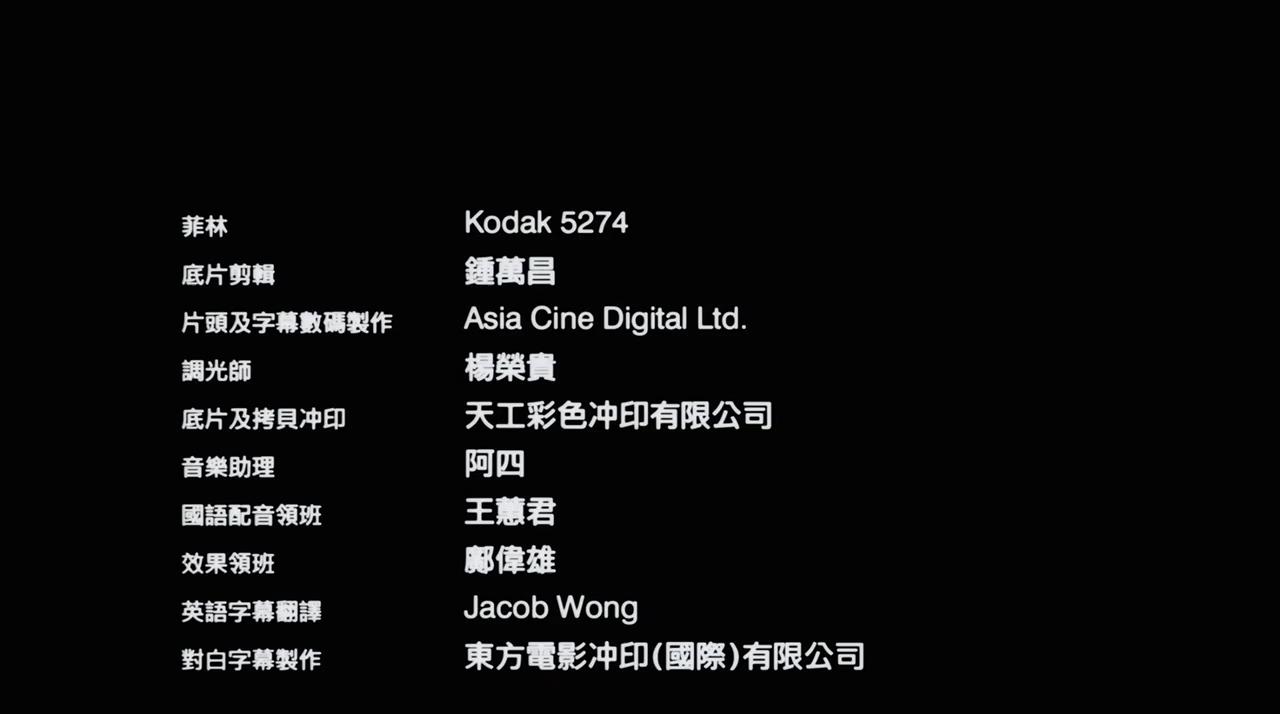 菲林 Kodak 5274
底片剪輯 鍾萬昌
片頭及字幕數碼製作 Asia Cine Digital Ltd.
調光師 楊榮貴
底片及拷貝冲印 天工彩色冲印有限公司
音樂助理 阿四
國語配音領班 王蕙君
效果領班 鄺偉雄
英語字幕翻譯 Jacob Wong
對白字幕製作 東方電影冲印(國際)有限公司